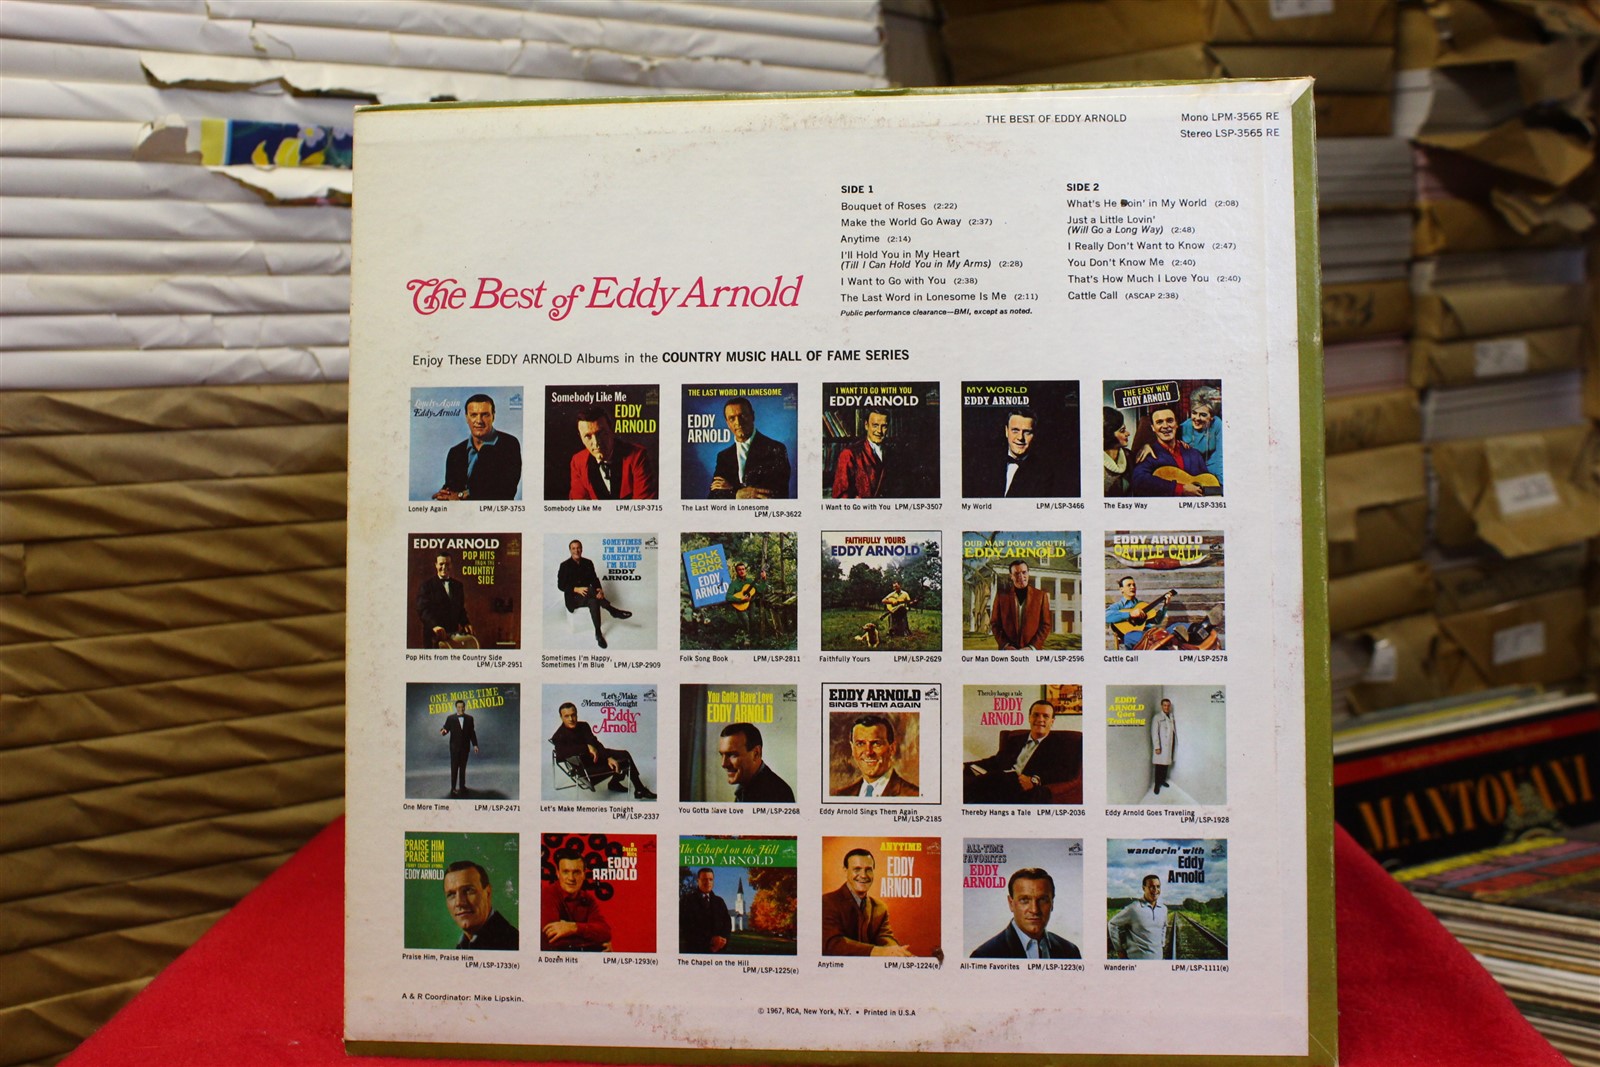 THE BEST OF EDDY ARNOLD
Mono LPM-3565 RE
Stereo LSP-3565 RE
SIDE 1
Bouquet of Roses (2:22)
Make the World Go Away (2:37)
Anytime (2:14)
I'll Hold You in My Heart
(Till I Can Hold You in My Arms) (2:28)
I Want to Go with You (2:38)
The Last Word in Lonesome Is Me (2:11)
Public performance clearance—BMI, except as noted.
SIDE 2
What's He Doin' in My World (2:08)
Just a Little Lovin'
(Will Go a Long Way) (2:48)
I Really Don't Want to Know (2:47)
You Don't Know Me (2:40)
That's How Much I Love You (2:40)
Cattle Call (ASCAP 2:38)
The Best of Eddy Arnold
Enjoy These EDDY ARNOLD Albums in the COUNTRY MUSIC HALL OF FAME SERIES
Lonely Again
Eddy Arnold
Lonely Again LPM/LSP-3753
Somebody Like Me
EDDY
ARNOLD
Somebody Like Me LPM/LSP-3715
THE LAST WORD IN LONESOME
EDDY
ARNOLD
The Last Word in Lonesome
LPM/LSP-3622
I WANT TO GO WITH YOU
EDDY ARNOLD
I Want to Go with You LPM/LSP-3507
MY WORLD
EDDY ARNOLD
My World LPM/LSP-3466
THE EASY WAY
EDDY ARNOLD
The Easy Way LPM/LSP-3361
EDDY ARNOLD
POP HITS
from the
COUNTRY
SIDE
Pop Hits from the Country Side
LPM/LSP-2951
SOMETIMES
I'M HAPPY,
SOMETIMES
I'M BLUE
EDDY
ARNOLD
Sometimes I'm Happy,
Sometimes I'm Blue LPM/LSP-2909
FOLK
SONG
BOOK
EDDY
ARNOLD
Folk Song Book LPM/LSP-2811
FAITHFULLY YOURS
EDDY ARNOLD
Faithfully Yours LPM/LSP-2629
OUR MAN DOWN SOUTH
EDDY ARNOLD
Our Man Down South LPM/LSP-2596
EDDY ARNOLD
CATTLE CALL
Cattle Call LPM/LSP-2578
ONE MORE TIME
EDDY ARNOLD
One More Time LPM/LSP-2471
Let's Make
Memories Tonight
Eddy
Arnold
Let's Make Memories Tonight
LPM/LSP-2337
You Gotta Have Love
EDDY ARNOLD
You Gotta Have Love LPM/LSP-2268
EDDY ARNOLD
SINGS THEM AGAIN
Eddy Arnold Sings Them Again
LPM/LSP-2185
Thereby hangs a tale
EDDY
ARNOLD
Thereby Hangs a Tale LPM/LSP-2036
EDDY
ARNOLD
Goes
Traveling
Eddy Arnold Goes Traveling
LPM/LSP-1928
PRAISE HIM
PRAISE HIM
EDDY ARNOLD
Praise Him, Praise Him
LPM/LSP-1733(e)
EDDY
ARNOLD
A Dozen Hits LPM/LSP-1293(e)
The Chapel on the Hill
EDDY ARNOLD
The Chapel on the Hill
LPM/LSP-1225(e)
ANYTIME
EDDY
ARNOLD
Anytime LPM/LSP-1224(e)
ALL-TIME
FAVORITES
EDDY
ARNOLD
All-Time Favorites LPM/LSP-1223(e)
wanderin' with
Eddy
Arnold
Wanderin' LPM/LSP-1111(e)
A & R Coordinator: Mike Lipskin.
© 1967, RCA, New York, N.Y. • Printed in U.S.A
MANTOVANI